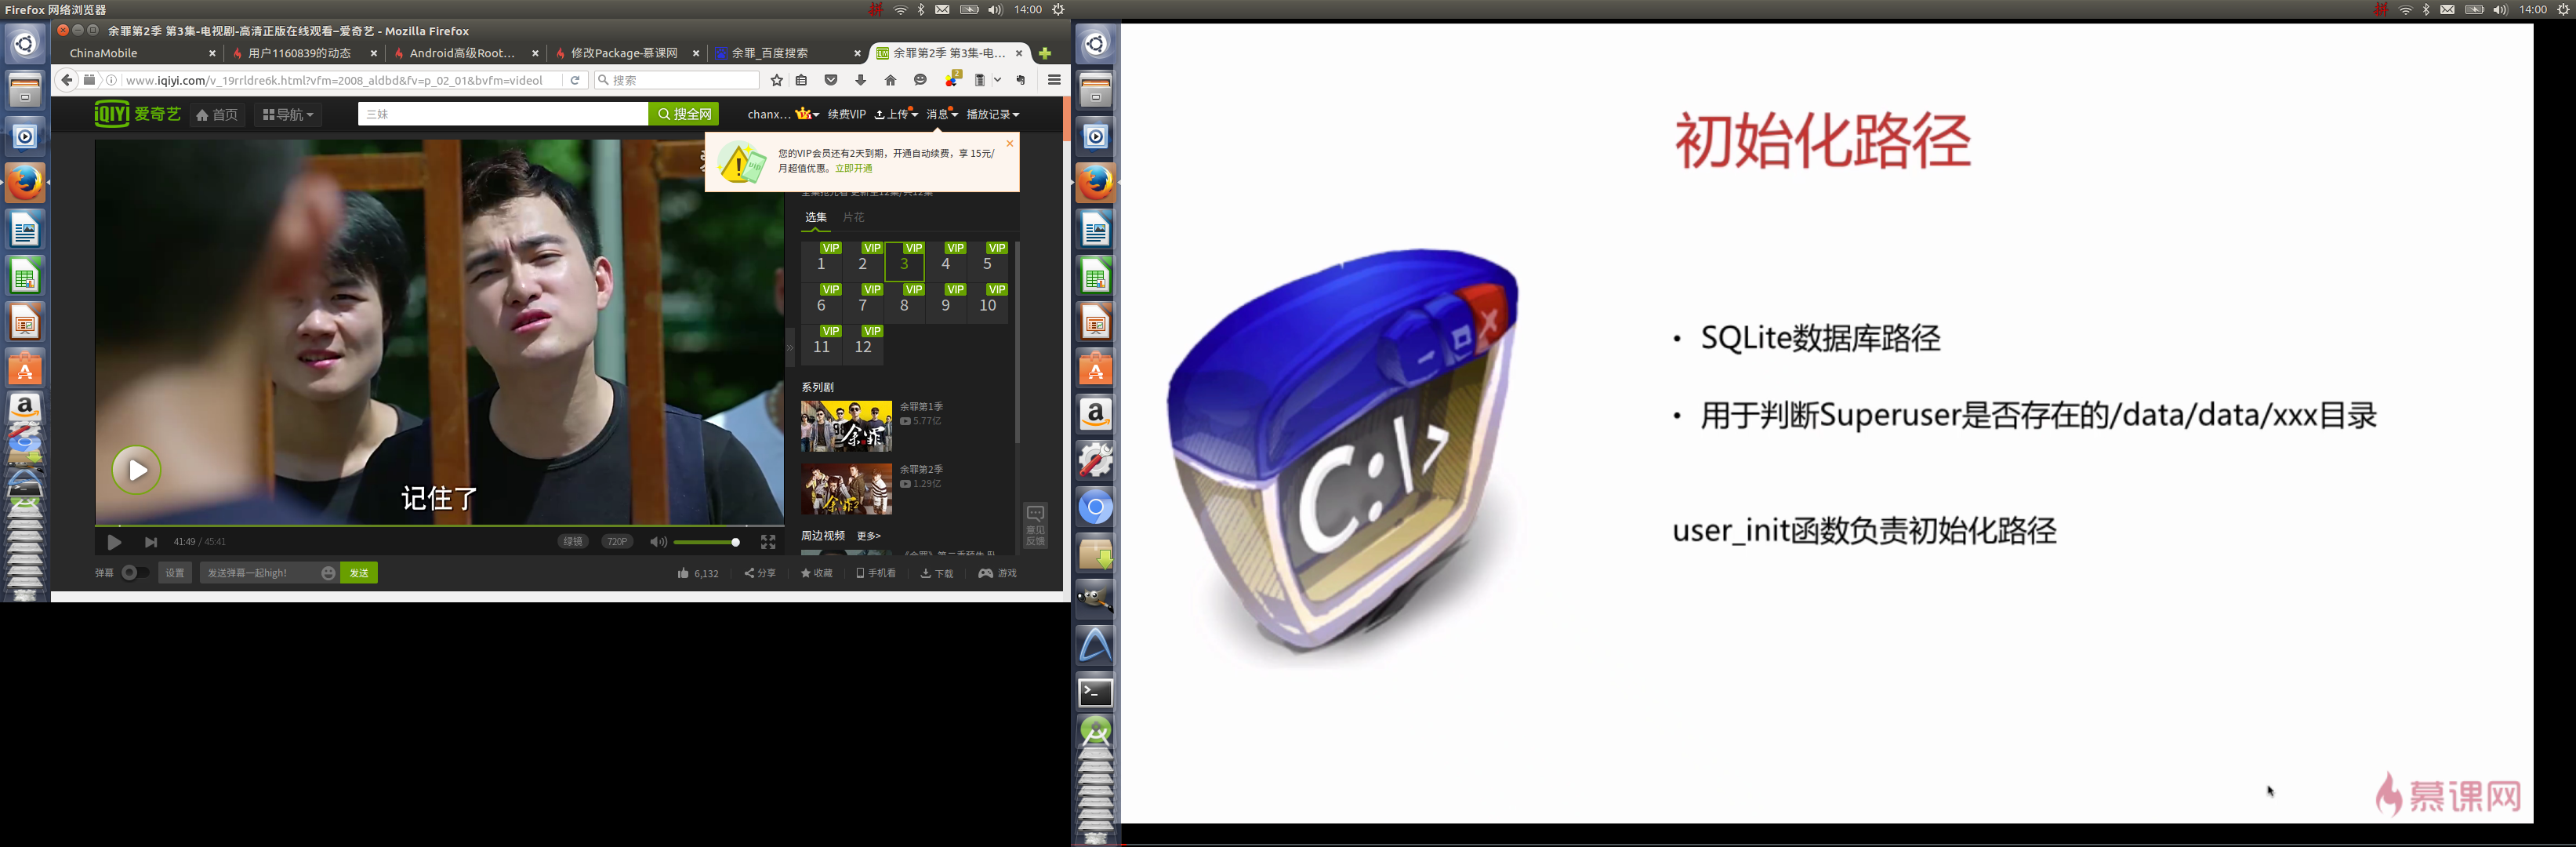 Firefox 网络浏览器
14:00
余罪第2季 第3集-电视剧-高清正版在线观看–爱奇艺 - Mozilla Firefox
ChinaMobile
用户1160839的动态
Android高级Root...
修改Package-慕课网
余罪_百度搜索
余罪第2季 第3集-电...
www.iqiyi.com/v_19rrldre6k.html?vfm=2008_aldbd&fv=p_02_01&bvfm=videol
搜索
2
iQIYI 爱奇艺
首页
导航
三妹
搜全网
chanx...
续费VIP
上传
消息
播放记录
您的VIP会员还有2天到期，开通自动续费，享 15元/
月超值优惠。立即开通
选集
片花
VIP VIP VIP VIP VIP
1 2 3 4 5
VIP VIP VIP VIP VIP
6 7 8 9 10
VIP VIP
11 12
系列剧
余罪第1季
5.77亿
余罪
余罪第2季
1.29亿
余罪
周边视频 更多>
意见
反馈
记住了
41:49 / 45:41
绿镜
720P
弹幕
设置
发送弹幕一起high!
发送
6,132
分享
收藏
手机看
下载
游戏
14:00
初始化路径
C:\>
• SQLite数据库路径
• 用于判断Superuser是否存在的/data/data/xxx目录
user_init函数负责初始化路径
慕课网